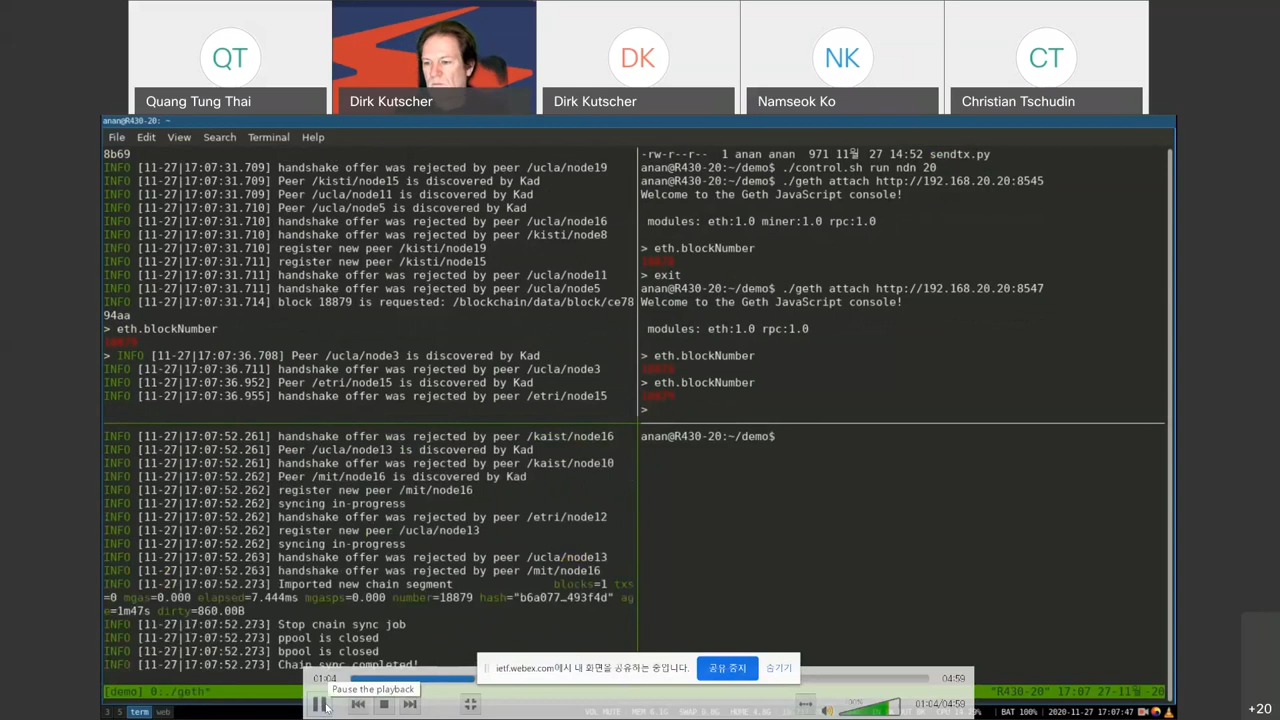 QT
DK
NK
CT
Quang Tung Thai
Dirk Kutscher
Dirk Kutscher
Namseok Ko
Christian Tschudin
anan@R430-20: ~
File Edit View Search Terminal Help
8b69
INFO [11-27|17:07:31.709] handshake offer was rejected by peer /ucla/node19
INFO [11-27|17:07:31.709] Peer /kisti/node15 is discovered by Kad
INFO [11-27|17:07:31.709] Peer /ucla/node11 is discovered by Kad
INFO [11-27|17:07:31.710] Peer /ucla/node5 is discovered by Kad
INFO [11-27|17:07:31.710] handshake offer was rejected by peer /ucla/node16
INFO [11-27|17:07:31.710] handshake offer was rejected by peer /kisti/node8
INFO [11-27|17:07:31.710] register new peer /kisti/node19
INFO [11-27|17:07:31.711] register new peer /kisti/node15
INFO [11-27|17:07:31.711] handshake offer was rejected by peer /ucla/node11
INFO [11-27|17:07:31.711] handshake offer was rejected by peer /ucla/node5
INFO [11-27|17:07:31.714] block 18879 is requested: /blockchain/data/block/ce78
94aa
> eth.blockNumber
18879
> INFO [11-27|17:07:36.708] Peer /ucla/node3 is discovered by Kad
INFO [11-27|17:07:36.711] handshake offer was rejected by peer /ucla/node3
INFO [11-27|17:07:36.952] Peer /etri/node15 is discovered by Kad
INFO [11-27|17:07:36.955] handshake offer was rejected by peer /etri/node15
-rw-r--r-- 1 anan anan 971 11월 27 14:52 sendtx.py
anan@R430-20:~/demo$ ./control.sh run ndn 20
anan@R430-20:~/demo$ ./geth attach http://192.168.20.20:8545
Welcome to the Geth JavaScript console!
modules: eth:1.0 miner:1.0 rpc:1.0
> eth.blockNumber
> exit
anan@R430-20:~/demo$ ./geth attach http://192.168.20.20:8547
Welcome to the Geth JavaScript console!
modules: eth:1.0 rpc:1.0
> eth.blockNumber
> eth.blockNumber
18879
>
INFO [11-27|17:07:52.261] handshake offer was rejected by peer /kaist/node16
INFO [11-27|17:07:52.261] Peer /ucla/node13 is discovered by Kad
INFO [11-27|17:07:52.261] handshake offer was rejected by peer /kaist/node10
INFO [11-27|17:07:52.262] Peer /mit/node16 is discovered by Kad
INFO [11-27|17:07:52.262] register new peer /mit/node16
INFO [11-27|17:07:52.262] syncing in-progress
INFO [11-27|17:07:52.262] handshake offer was rejected by peer /etri/node12
INFO [11-27|17:07:52.262] register new peer /ucla/node13
INFO [11-27|17:07:52.262] syncing in-progress
INFO [11-27|17:07:52.263] handshake offer was rejected by peer /ucla/node13
INFO [11-27|17:07:52.263] handshake offer was rejected by peer /mit/node16
INFO [11-27|17:07:52.273] Imported new chain segment blocks=1 txs
=0 mgas=0.000 elapsed=7.444ms mgasps=0.000 number=18879 hash="b6a077…493f4d" ag
e=1m47s dirty=860.00B
INFO [11-27|17:07:52.273] Stop chain sync job
INFO [11-27|17:07:52.273] ppool is closed
INFO [11-27|17:07:52.273] bpool is closed
INFO [11-27|17:07:52.273] Chain sync completed!
anan@R430-20:~/demo$
[demo] 0:./geth*
"R430-20" 17:07 27-11월-20
ietf.webex.com에서 내 화면을 공유하는 중입니다.
공유 중지
숨기기
01:04
04:59
Pause the playback
01:04/04:59
3 5 term web
VOL MUTE
BAT 100%
2020-11-27 17:07:47
+20